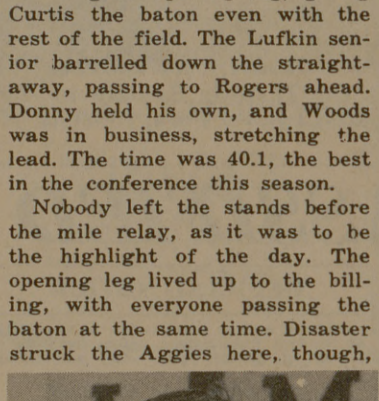 Curtis the baton even with the
rest of the field. The Lufkin sen-
ior barrelled down the straight-
away, passing to Rogers ahead.
Donny held his own, and Woods
was in business, stretching the
lead. The time was 40.1, the best
in the conference this season.
Nobody left the stands before
the mile relay, as it was to be
the highlight of the day. The
opening leg lived up to the bill-
ing, with everyone passing the
baton at the same time. Disaster
struck the Aggies here, though,